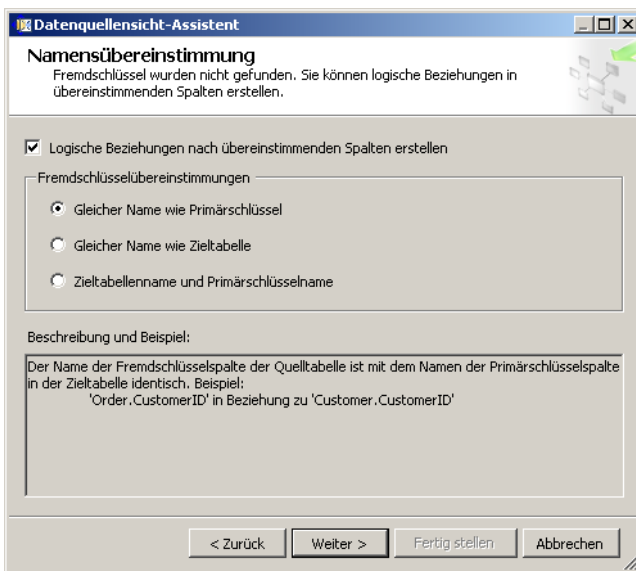 Datenquellensicht-Assistent
Namensübereinstimmung
Fremdschlüssel wurden nicht gefunden. Sie können logische Beziehungen in
übereinstimmenden Spalten erstellen.
Logische Beziehungen nach übereinstimmenden Spalten erstellen
Fremdschlüsselübereinstimmungen
Gleicher Name wie Primärschlüssel
Gleicher Name wie Zieltabelle
Zieltabellenname und Primärschlüsselname
Beschreibung und Beispiel:
Der Name der Fremdschlüsselspalte der Quelltabelle ist mit dem Namen der Primärschlüsselspalte
in der Zieltabelle identisch. Beispiel:
'Order.CustomerID' in Beziehung zu 'Customer.CustomerID'
< Zurück Weiter > Fertig stellen Abbrechen